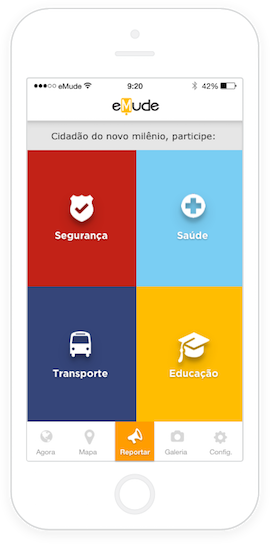 eMude 9:20 42%
eMude
Cidadão do novo milênio, participe:
Segurança Saúde
Transporte Educação
Agora Mapa Reportar Galeria Config.